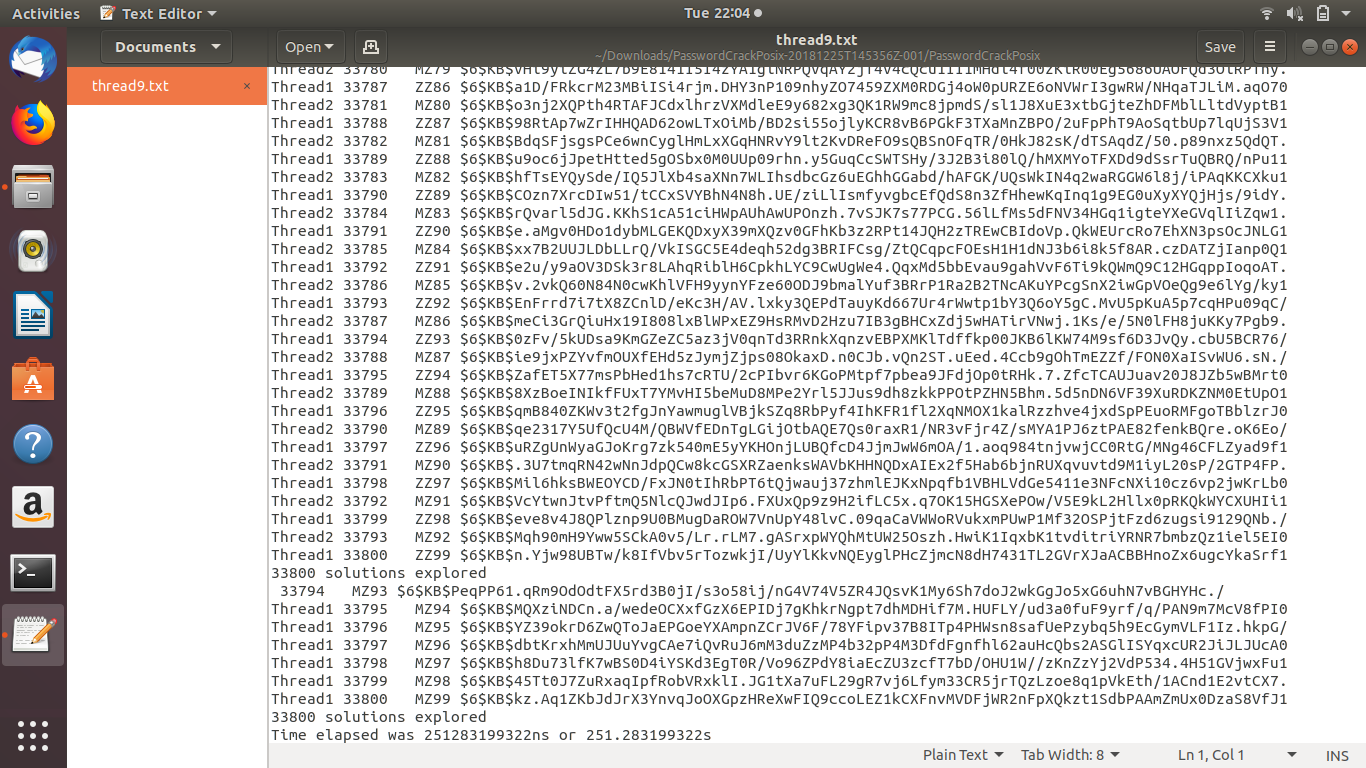 Activities
Text Editor
Tue 22:04
Documents
Open
thread9.txt
~/Downloads/PasswordCrackPosix-20181225T145356Z-001/PasswordCrackPosix
Save
thread9.txt
Thread2 33780 MZ79
Thread1 33787 ZZ86 $6$KB$a1D/FRkcrM23MBiISi4rjm.DHY3nP109nhyZO7459ZXM0RDGj4oW0pURZE6oVWrI3gwRW/NHqaTJLiM.aqO70
Thread2 33781 MZ80 $6$KB$o3nj2XQPth4RTAFJCdxlhrzVXMdleE9y682xg3QK1RW9mc8jpmdS/sl1J8XuE3xtbGjteZhDFMblLltdVyptB1
Thread1 33788 ZZ87 $6$KB$98RtAp7wZrIHHQAD62owLTxOiMb/BD2si55ojlyKCR8vB6PGkF3TXaMnZBPO/2uFpPhT9AoSqtbUp7lqUjS3V1
Thread2 33782 MZ81 $6$KB$BdqSFjsgsPCe6wnCyglHmLxXGqHNRvY9lt2KvDReFO9sQBSnOFqTR/0HkJ82sK/dTSAqdZ/50.p89nxz5QdQT.
Thread1 33789 ZZ88 $6$KB$u9oc6jJpetHtted5gOSbx0M0UUp09rhn.y5GuqCcSWTSHy/3J2B3i80lQ/hMXMYoTFXDd9dSsrTuQBRQ/nPu11
Thread2 33783 MZ82 $6$KB$hfTsEYQySde/IQ5JlXb4saXNn7WLIhsdbcGz6uEGhhGGabd/hAFGK/UQsWkIN4q2waRGGW6l8j/iPAqKKCXku1
Thread1 33790 ZZ89 $6$KB$COzn7XrcDIw51/tCCxSVYBhN4N8h.UE/ziLlIsmfyvgbcEfQdS8n3ZfHhewKqInq1g9EG0uXyXYQjHjs/9idY.
Thread2 33784 MZ83 $6$KB$rQvarl5dJG.KKhS1cA51ciHWpAUhAwUPOnzh.7vSJK7s77PCG.56lLfMs5dFNV34HGq1igteYXeGVqlIiZqw1.
Thread1 33791 ZZ90 $6$KB$e.aMgv0HDo1dybMLGEKQDxyX39mXQzv0GFhKb3z2RPt14JQH2zTREwCBIdoVp.QkWEUrcRo7EhXN3psOcJNLG1
Thread2 33785 MZ84 $6$KB$xx7B2UUJLDbLLrQ/VkISGC5E4deqh52dg3BRIFCsg/ZtQCqpcFOEsH1H1dNJ3b6i8k5f8AR.czDATZjIanp0Q1
Thread1 33792 ZZ91 $6$KB$e2u/y9aOV3DSk3r8LAhqRiblH6CpkhLYC9CwUgWe4.QqxMd5bbEvau9gahVvF6Ti9kQWmQ9C12HGqppIoqoAT.
Thread2 33786 MZ85 $6$KB$v.2vkQ60N84N0cwKhlVFH9yynYFze60ODJ9bmalYuf3BRrP1Ra2B2TNcAKuYPcgSnX2iwGpVOeQg9e6lYg/ky1
Thread1 33793 ZZ92 $6$KB$EnFrrd7i7tX8ZCnlD/eKc3H/AV.lxky3QEPdTauyKd667Ur4rWwtp1bY3Q6oY5gC.MvU5pKuA5p7cqHPu09qC/
Thread2 33787 MZ86 $6$KB$meCi3GrQiuHx19I808lxBlWPxEZ9HsRMvD2Hzu7IB3gBHCxZdj5wHATirVNwj.1Ks/e/5N0lFH8juKKy7Pgb9.
Thread1 33794 ZZ93 $6$KB$0zFv/5kUDsa9KmGZeZC5az3jV0qnTd3RRnkXqnzvEBPXMKlTdffkp00JKB6lKW74M9sf6D3JvQy.cbU5BCR76/
Thread2 33788 MZ87 $6$KB$ie9jxPZYvfmOUXfEHd5zJymjZjps08OkaxD.n0CJb.vQn2ST.uEed.4Ccb9gOhTmEZZf/FON0XaISvWU6.sN./
Thread1 33795 ZZ94 $6$KB$ZafET5X77msPbHed1hs7cRTU/2cPIbvr6KGoPMtpf7pbea9JFdjOp0tRHk.7.ZfcTCAUJuav20J8JZb5wBMrt0
Thread2 33789 MZ88 $6$KB$8XzBoeINIkfFUxT7YMvHI5beMuD8MPe2Yrl5JJus9dh8zkkPPOtPZHN5Bhm.5d5nDN6VF39XuRDKZNM0EtUpO1
Thread1 33796 ZZ95 $6$KB$qmB840ZKWv3t2fgJnYawmuglVBjkSZq8RbPyf4IhKFR1fl2XqNMOX1kalRzzhve4jxdSpPEuoRMFgoTBblzrJ0
Thread2 33790 MZ89 $6$KB$qe2317Y5UfQcU4M/QBWVfEDnTgLGijOtbAQE7Qs0raxR1/NR3vFjr4Z/sMYA1PJ6ztPAE82fenkBQre.oK6Eo/
Thread1 33797 ZZ96 $6$KB$uRZgUnWyaGJoKrg7zk540mE5yYKHOnjLUBQfcD4JjmJwW6mOA/1.aoq984tnjvwjCC0RtG/MNg46CFLZyad9f1
Thread2 33791 MZ90 $6$KB$.3U7tmqRN42wNnJdpQCw8kcGSXRZaenksWAVbKHHNQDxAIEx2f5Hab6bjnRUXqvuvtd9M1iyL20sP/2GTP4FP.
Thread1 33798 ZZ97 $6$KB$Mil6hksBWEOYCD/FxJN0tIhRbPT6tQjwauj37zhmlEJKxNpqfb1VBHLVdGe5411e3NFcNXi10cz6vp2jwKrLb0
Thread2 33792 MZ91 $6$KB$VcYtwnJtvPftmQ5NlcQJwdJIp6.FXUxQp9z9H2ifLC5x.q7OK15HGSXePOw/V5E9kL2Hllx0pRKQkWYCXUHIi1
Thread1 33799 ZZ98 $6$KB$eve8v4J8QPlznp9U0BMugDaROW7VnUpY48lvC.09qaCaVWWoRVukxmPUwP1Mf32OSPjtFzd6zugsi9129QNb./
Thread2 33793 MZ92 $6$KB$Mqh90mH9Yww5SCkA0v5/Lr.rLM7.gASrxpWYQhMtUW25Oszh.HwiK1IqxbK1tvditriYRNR7bmbzQz1iel5EI0
Thread1 33800 ZZ99 $6$KB$n.Yjw98UBTw/k8IfVbv5rTozwkjI/UyYlKkvNQEyglPHcZjmcN8dH7431TL2GVrXJaACBBHnoZx6ugcYkaSrf1
33800 solutions explored
33794 MZ93 $6$KB$PeqPP61.qRm9OdOdtFX5rd3B0jI/s3o58ij/nG4V74V5ZR4JQsvK1My6Sh7doJ2wkGgJo5xG6uhN7vBGHYHc./
Thread1 33795 MZ94 $6$KB$MQXziNDCn.a/wedeOCXxfGzX6EPIDj7gKhkrNgpt7dhMDHif7M.HUFLY/ud3a0fuF9yrf/q/PAN9m7McV8fPI0
Thread1 33796 MZ95 $6$KB$YZ39okrD6ZwQToJaEPGoeYXAPJnZCrJV6F/78YFipv37B8ITp4PHWsn8safUePzybq5h9EcGymVLF1Iz.hkpG/
Thread1 33797 MZ96 $6$KB$dbtKrxhMmUJUuYvgCAe7iQvRuJ6mM3duZzMP4b32pP4M3DfdFgnfhl62auHcQbs2ASGlISYqxcUR2JiJLJUcA0
Thread1 33798 MZ97 $6$KB$h8Du73lfK7wBS0D4iYSKd3EgT0R/Vo96ZPdY8iaEcZU3zcfT7bD/OHU1W//zKnZzYj2VdP534.4H51GVjwxFu1
Thread1 33799 MZ98 $6$KB$45Tt0J7ZuRxaqIpfRobVRxklI.JG1tXa7uFL29gR7vj6Lfym33CR5jrTQzLzoe8q1pVkEth/1ACnd1E2vtCX7.
Thread1 33800 MZ99 $6$KB$kz.Aq1ZKbJdJrX3YnvqJoOXGpzHReXwFIQ9ccoLEZ1kCXFnvMVDFjWR2nFpXQkzt1SdbPAAmZmUx0DzaS8VfJ1
33800 solutions explored
Time elapsed was 251283199322ns or 251.283199322s
Plain Text
Tab Width: 8
Ln 1, Col 1
INS